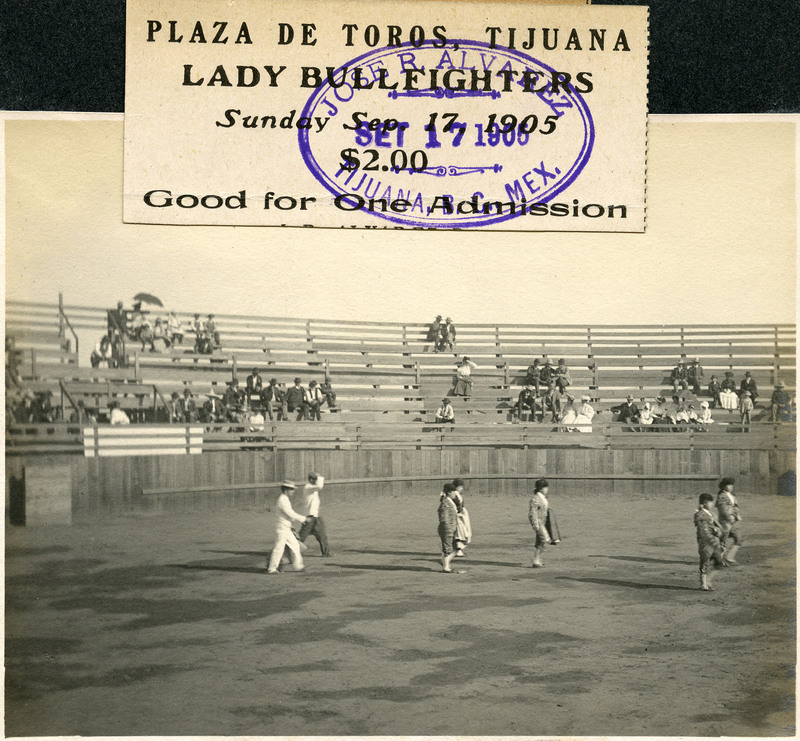 PLAZA DE TOROS, TIJUANA
LADY BULLFIGHTERS
Sunday Sep. 17, 1905
$2.00
Good for One Admission
JOSE R. ALVAREZ
SET 17 1905
TIJUANA, B. C. MEX.